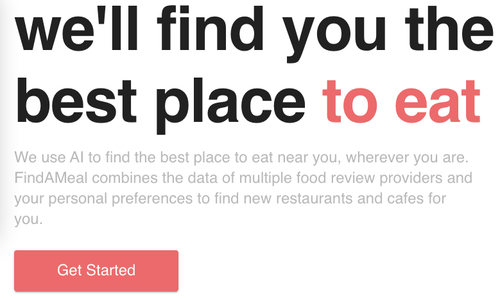 we'll find you the
best place to eat
We use AI to find the best place to eat near you, wherever you are.
FindAMeal combines the data of multiple food review providers and
your personal preferences to find new restaurants and cafes for
you.
Get Started